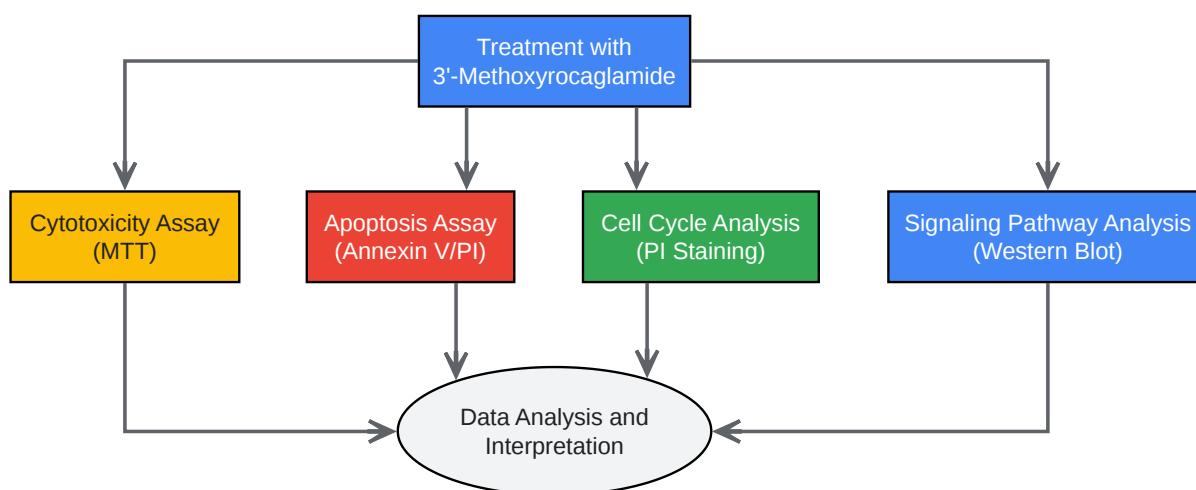 Treatment with
3'-Methoxyrocaglamide
Cytotoxicity Assay
(MTT)
Apoptosis Assay
(Annexin V/PI)
Cell Cycle Analysis
(PI Staining)
Signaling Pathway Analysis
(Western Blot)
Data Analysis and
Interpretation